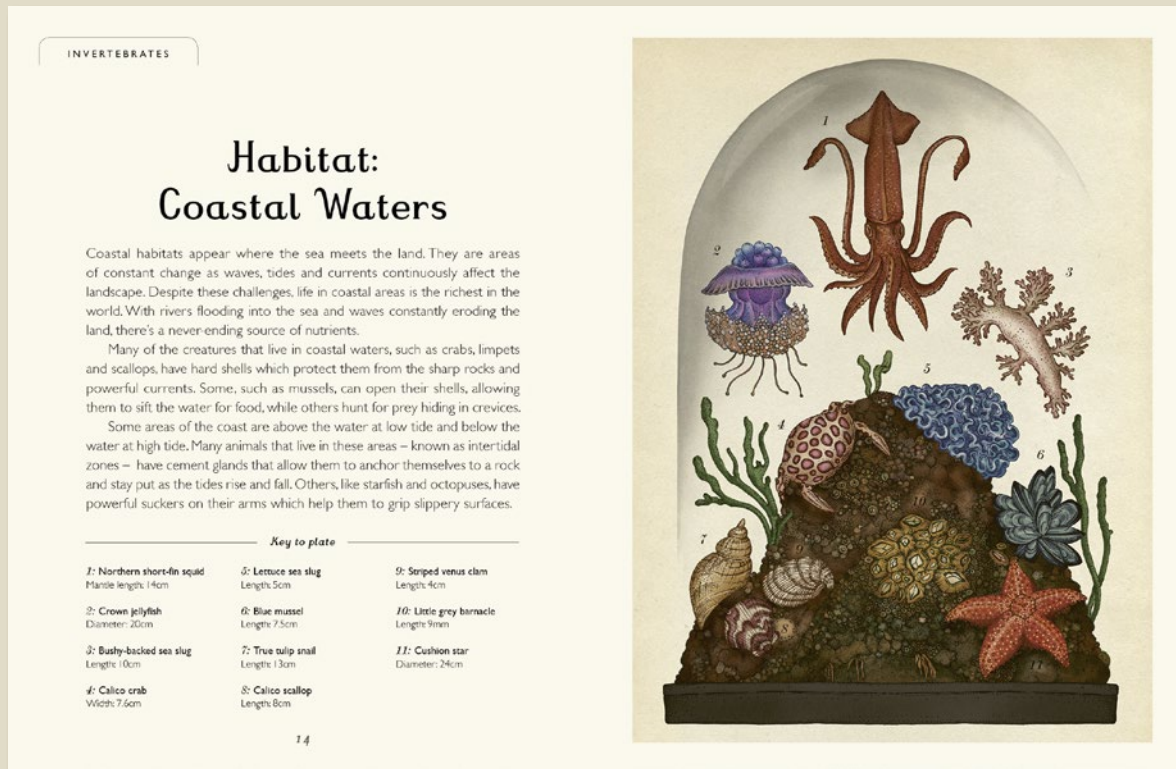 INVERTEBRATES
Habitat:
Coastal Waters
Coastal habitats appear where the sea meets the land. They are areas
of constant change as waves, tides and currents continuously affect the
landscape. Despite these challenges, life in coastal areas is the richest in the
world. With rivers flooding into the sea and waves constantly eroding the
land, there's a never-ending source of nutrients.
Many of the creatures that live in coastal waters, such as crabs, limpets
and scallops, have hard shells which protect them from the sharp rocks and
powerful currents. Some, such as mussels, can open their shells, allowing
them to sift the water for food, while others hunt for prey hiding in crevices.
Some areas of the coast are above the water at low tide and below the
water at high tide. Many animals that live in these areas – known as intertidal
zones – have cement glands that allow them to anchor themselves to a rock
and stay put as the tides rise and fall. Others, like starfish and octopuses, have
powerful suckers on their arms which help them to grip slippery surfaces.
Key to plate
1: Northern short-fin squid
Mantle length: 14cm
2: Crown jellyfish
Diameter: 20cm
3: Bushy-backed sea slug
Length: 10cm
4: Calico crab
Width: 7.6cm
5: Lettuce sea slug
Length: 5cm
6: Blue mussel
Length: 7.5cm
7: True tulip snail
Length: 13cm
8: Calico scallop
Length: 8cm
9: Striped venus clam
Length: 4cm
10: Little grey barnacle
Length: 9mm
11: Cushion star
Diameter: 24cm
14
1
2
3
5
4
6
10
7
9
8
11